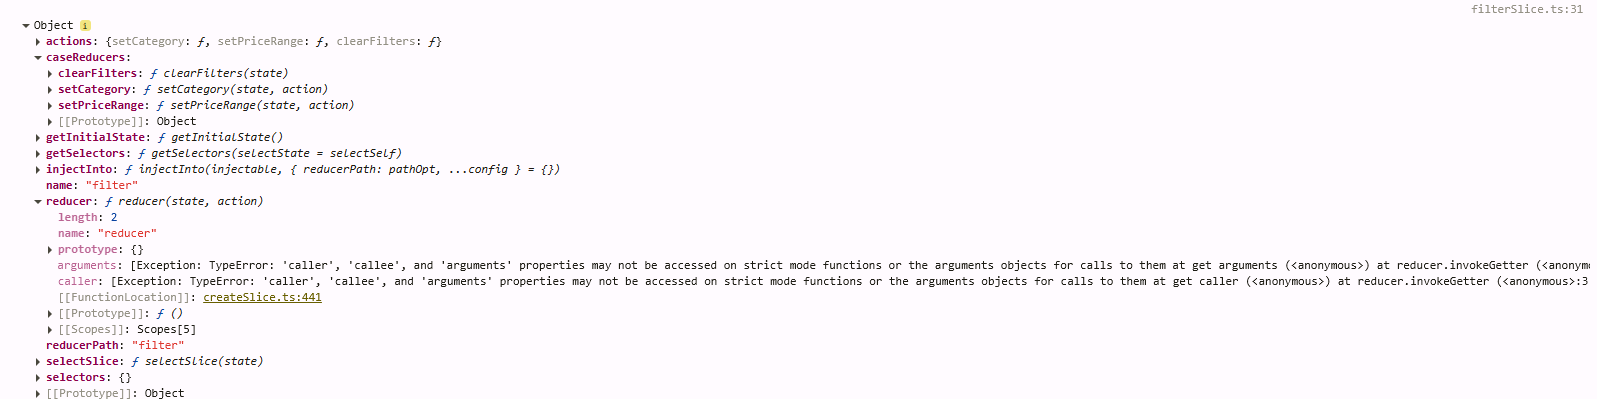 filterSlice.ts:31
Object i
actions: {setCategory: ƒ, setPriceRange: ƒ, clearFilters: ƒ}
caseReducers:
clearFilters: ƒ clearFilters(state)
setCategory: ƒ setCategory(state, action)
setPriceRange: ƒ setPriceRange(state, action)
[[Prototype]]: Object
getInitialState: ƒ getInitialState()
getSelectors: ƒ getSelectors(selectState = selectSelf)
injectInto: ƒ injectInto(injectable, { reducerPath: pathOpt, ...config } = {})
name: "filter"
reducer: ƒ reducer(state, action)
length: 2
name: "reducer"
prototype: {}
arguments: [Exception: TypeError: 'caller', 'callee', and 'arguments' properties may not be accessed on strict mode functions or the arguments objects for calls to them at get arguments (<anonymous>) at reducer.invokeGetter (<anonym
caller: [Exception: TypeError: 'caller', 'callee', and 'arguments' properties may not be accessed on strict mode functions or the arguments objects for calls to them at get caller (<anonymous>) at reducer.invokeGetter (<anonymous>:3
[[FunctionLocation]]: createSlice.ts:441
[[Prototype]]: ƒ ()
[[Scopes]]: Scopes[5]
reducerPath: "filter"
selectSlice: ƒ selectSlice(state)
selectors: {}
[[Prototype]]: Object